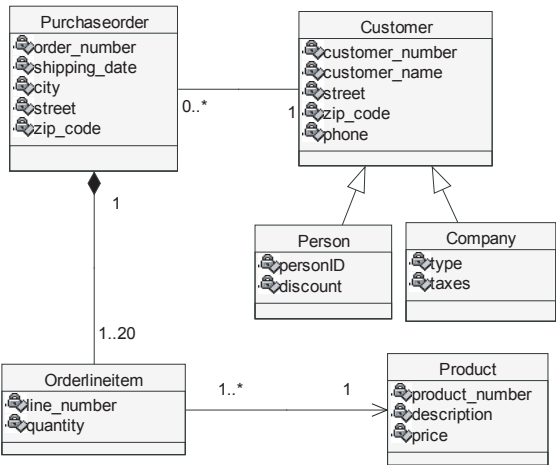 Purchaseorder
order_number
shipping_date
city
street
zip_code
Customer
customer_number
customer_name
street
zip_code
phone
0..*
1
1
Person
personID
discount
Company
type
taxes
1..20
Orderlineitem
line_number
quantity
1..*
1
Product
product_number
description
price